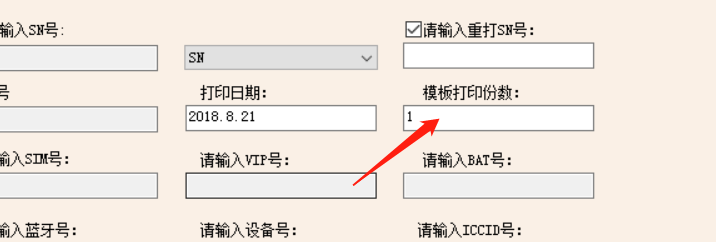 输入SN号:
请输入重打SN号:
SN
号
打印日期:
模板打印份数:
2018.8.21
1
输入SIM号:
请输入VIP号:
请输入BAT号:
输入蓝牙号:
请输入设备号:
请输入ICCID号: